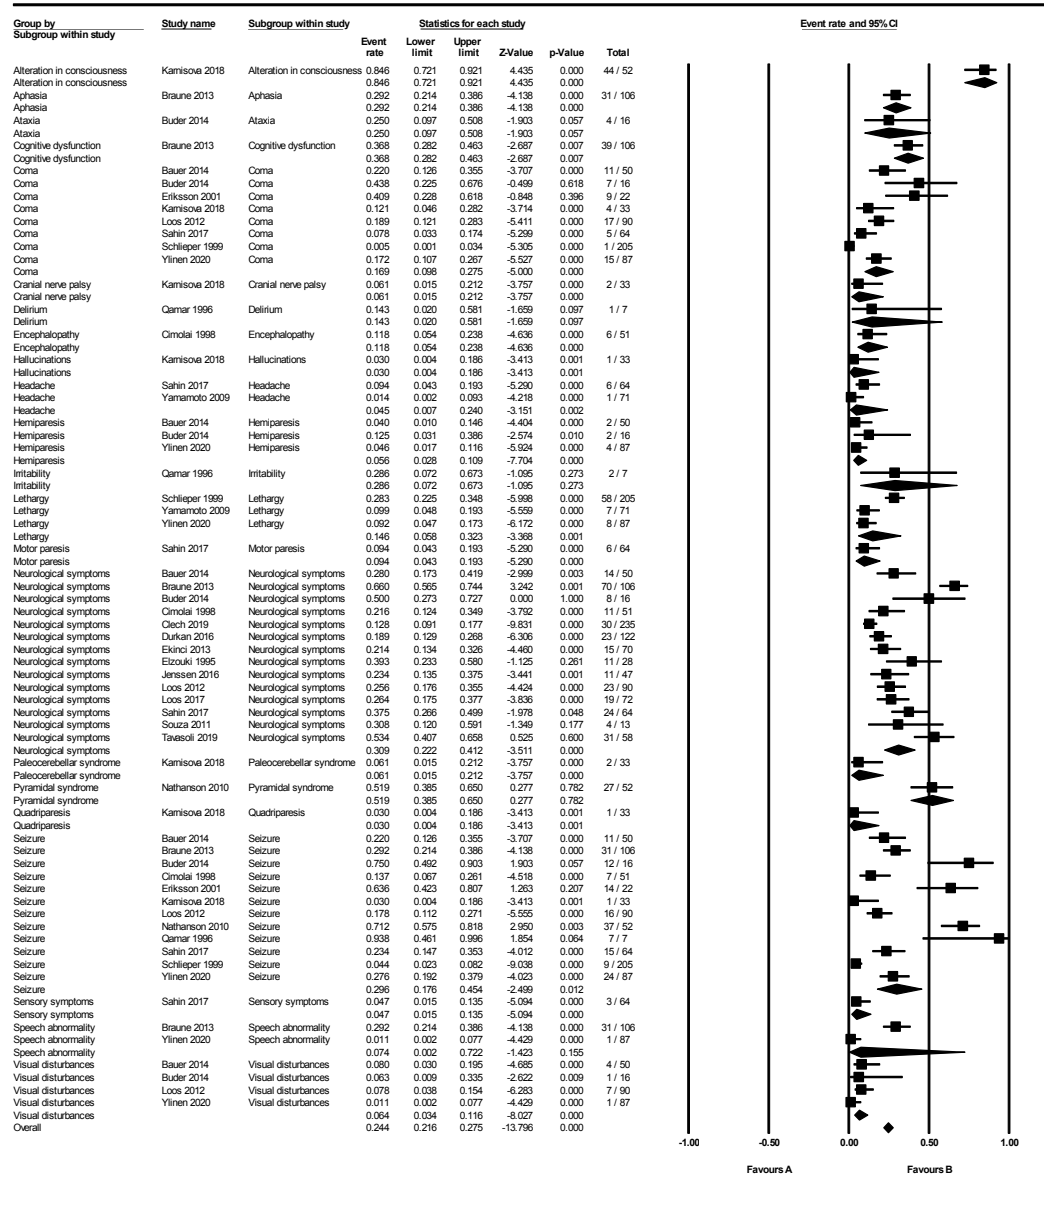 Group by Study name Subgroup within study Statistics for each study Event rate and 95% CI
Subgroup within study
Event Lower Upper
rate limit limit Z-Value p-Value Total
Alteration in consciousness Kamisova 2018 Alteration in consciousness 0.846 0.721 0.921 4.435 0.000 44 / 52
Alteration in consciousness 0.846 0.721 0.921 4.435 0.000
Aphasia Braune 2013 Aphasia 0.292 0.214 0.386 -4.138 0.000 31 / 106
Aphasia 0.292 0.214 0.386 -4.138 0.000
Ataxia Buder 2014 Ataxia 0.250 0.097 0.508 -1.903 0.057 4 / 16
Ataxia 0.250 0.097 0.508 -1.903 0.057
Cognitive dysfunction Braune 2013 Cognitive dysfunction 0.368 0.282 0.463 -2.687 0.007 39 / 106
Cognitive dysfunction 0.368 0.282 0.463 -2.687 0.007
Coma Bauer 2014 Coma 0.220 0.126 0.355 -3.707 0.000 11 / 50
Coma Buder 2014 Coma 0.438 0.225 0.676 -0.499 0.618 7 / 16
Coma Eriksson 2001 Coma 0.409 0.228 0.618 -0.848 0.396 9 / 22
Coma Kamisova 2018 Coma 0.121 0.046 0.282 -3.714 0.000 4 / 33
Coma Loos 2012 Coma 0.189 0.121 0.283 -5.411 0.000 17 / 90
Coma Sahin 2017 Coma 0.078 0.033 0.174 -5.299 0.000 5 / 64
Coma Schlieper 1999 Coma 0.005 0.001 0.034 -5.305 0.000 1 / 205
Coma Ylinen 2020 Coma 0.172 0.107 0.267 -5.527 0.000 15 / 87
Coma 0.169 0.098 0.275 -5.000 0.000
Cranial nerve palsy Kamisova 2018 Cranial nerve palsy 0.061 0.015 0.212 -3.757 0.000 2 / 33
Cranial nerve palsy 0.061 0.015 0.212 -3.757 0.000
Delirium Qamar 1996 Delirium 0.143 0.020 0.581 -1.659 0.097 1 / 7
Delirium 0.143 0.020 0.581 -1.659 0.097
Encephalopathy Cimolai 1998 Encephalopathy 0.118 0.054 0.238 -4.636 0.000 6 / 51
Encephalopathy 0.118 0.054 0.238 -4.636 0.000
Hallucinations Kamisova 2018 Hallucinations 0.030 0.004 0.186 -3.413 0.001 1 / 33
Hallucinations 0.030 0.004 0.186 -3.413 0.001
Headache Sahin 2017 Headache 0.094 0.043 0.193 -5.290 0.000 6 / 64
Headache Yamamoto 2009 Headache 0.014 0.002 0.093 -4.218 0.000 1 / 71
Headache 0.045 0.007 0.240 -3.151 0.002
Hemiparesis Bauer 2014 Hemiparesis 0.040 0.010 0.146 -4.404 0.000 2 / 50
Hemiparesis Buder 2014 Hemiparesis 0.125 0.031 0.386 -2.574 0.010 2 / 16
Hemiparesis Ylinen 2020 Hemiparesis 0.046 0.017 0.116 -5.924 0.000 4 / 87
Hemiparesis 0.056 0.028 0.109 -7.704 0.000
Irritability Qamar 1996 Irritability 0.286 0.072 0.673 -1.095 0.273 2 / 7
Irritability 0.286 0.072 0.673 -1.095 0.273
Lethargy Schlieper 1999 Lethargy 0.283 0.225 0.348 -5.998 0.000 58 / 205
Lethargy Yamamoto 2009 Lethargy 0.099 0.048 0.193 -5.559 0.000 7 / 71
Lethargy Ylinen 2020 Lethargy 0.092 0.047 0.173 -6.172 0.000 8 / 87
Lethargy 0.146 0.058 0.323 -3.368 0.001
Motor paresis Sahin 2017 Motor paresis 0.094 0.043 0.193 -5.290 0.000 6 / 64
Motor paresis 0.094 0.043 0.193 -5.290 0.000
Neurological symptoms Bauer 2014 Neurological symptoms 0.280 0.173 0.419 -2.999 0.003 14 / 50
Neurological symptoms Braune 2013 Neurological symptoms 0.660 0.565 0.744 3.242 0.001 70 / 106
Neurological symptoms Buder 2014 Neurological symptoms 0.500 0.273 0.727 0.000 1.000 8 / 16
Neurological symptoms Cimolai 1998 Neurological symptoms 0.216 0.124 0.349 -3.792 0.000 11 / 51
Neurological symptoms Clech 2019 Neurological symptoms 0.128 0.091 0.177 -9.831 0.000 30 / 235
Neurological symptoms Durkan 2016 Neurological symptoms 0.189 0.129 0.268 -6.306 0.000 23 / 122
Neurological symptoms Ekinci 2013 Neurological symptoms 0.214 0.134 0.326 -4.460 0.000 15 / 70
Neurological symptoms Elzouki 1995 Neurological symptoms 0.393 0.233 0.580 -1.125 0.261 11 / 28
Neurological symptoms Jenssen 2016 Neurological symptoms 0.234 0.135 0.375 -3.441 0.001 11 / 47
Neurological symptoms Loos 2012 Neurological symptoms 0.256 0.176 0.355 -4.424 0.000 23 / 90
Neurological symptoms Loos 2017 Neurological symptoms 0.264 0.175 0.377 -3.836 0.000 19 / 72
Neurological symptoms Sahin 2017 Neurological symptoms 0.375 0.266 0.499 -1.978 0.048 24 / 64
Neurological symptoms Souza 2011 Neurological symptoms 0.308 0.120 0.591 -1.349 0.177 4 / 13
Neurological symptoms Tavasoli 2019 Neurological symptoms 0.534 0.407 0.658 0.525 0.600 31 / 58
Neurological symptoms 0.309 0.222 0.412 -3.511 0.000
Paleocerebellar syndrome Kamisova 2018 Paleocerebellar syndrome 0.061 0.015 0.212 -3.757 0.000 2 / 33
Paleocerebellar syndrome 0.061 0.015 0.212 -3.757 0.000
Pyramidal syndrome Nathanson 2010 Pyramidal syndrome 0.519 0.385 0.650 0.277 0.782 27 / 52
Pyramidal syndrome 0.519 0.385 0.650 0.277 0.782
Quadriparesis Kamisova 2018 Quadriparesis 0.030 0.004 0.186 -3.413 0.001 1 / 33
Quadriparesis 0.030 0.004 0.186 -3.413 0.001
Seizure Bauer 2014 Seizure 0.220 0.126 0.355 -3.707 0.000 11 / 50
Seizure Braune 2013 Seizure 0.292 0.214 0.386 -4.138 0.000 31 / 106
Seizure Buder 2014 Seizure 0.750 0.492 0.903 1.903 0.057 12 / 16
Seizure Cimolai 1998 Seizure 0.137 0.067 0.261 -4.518 0.000 7 / 51
Seizure Eriksson 2001 Seizure 0.636 0.423 0.807 1.263 0.207 14 / 22
Seizure Kamisova 2018 Seizure 0.030 0.004 0.186 -3.413 0.001 1 / 33
Seizure Loos 2012 Seizure 0.178 0.112 0.271 -5.555 0.000 16 / 90
Seizure Nathanson 2010 Seizure 0.712 0.575 0.818 2.950 0.003 37 / 52
Seizure Qamar 1996 Seizure 0.938 0.461 0.996 1.854 0.064 7 / 7
Seizure Sahin 2017 Seizure 0.234 0.147 0.353 -4.012 0.000 15 / 64
Seizure Schlieper 1999 Seizure 0.044 0.023 0.082 -9.038 0.000 9 / 205
Seizure Ylinen 2020 Seizure 0.276 0.192 0.379 -4.023 0.000 24 / 87
Seizure 0.296 0.176 0.454 -2.499 0.012
Sensory symptoms Sahin 2017 Sensory symptoms 0.047 0.015 0.135 -5.094 0.000 3 / 64
Sensory symptoms 0.047 0.015 0.135 -5.094 0.000
Speech abnormality Braune 2013 Speech abnormality 0.292 0.214 0.386 -4.138 0.000 31 / 106
Speech abnormality Ylinen 2020 Speech abnormality 0.011 0.002 0.077 -4.429 0.000 1 / 87
Speech abnormality 0.074 0.002 0.722 -1.423 0.155
Visual disturbances Bauer 2014 Visual disturbances 0.080 0.030 0.195 -4.685 0.000 4 / 50
Visual disturbances Buder 2014 Visual disturbances 0.063 0.009 0.335 -2.622 0.009 1 / 16
Visual disturbances Loos 2012 Visual disturbances 0.078 0.038 0.154 -6.283 0.000 7 / 90
Visual disturbances Ylinen 2020 Visual disturbances 0.011 0.002 0.077 -4.429 0.000 1 / 87
Visual disturbances 0.064 0.034 0.116 -8.027 0.000
Overall 0.244 0.216 0.275 -13.796 0.000
-1.00 -0.50 0.00 0.50 1.00
Favours A Favours B